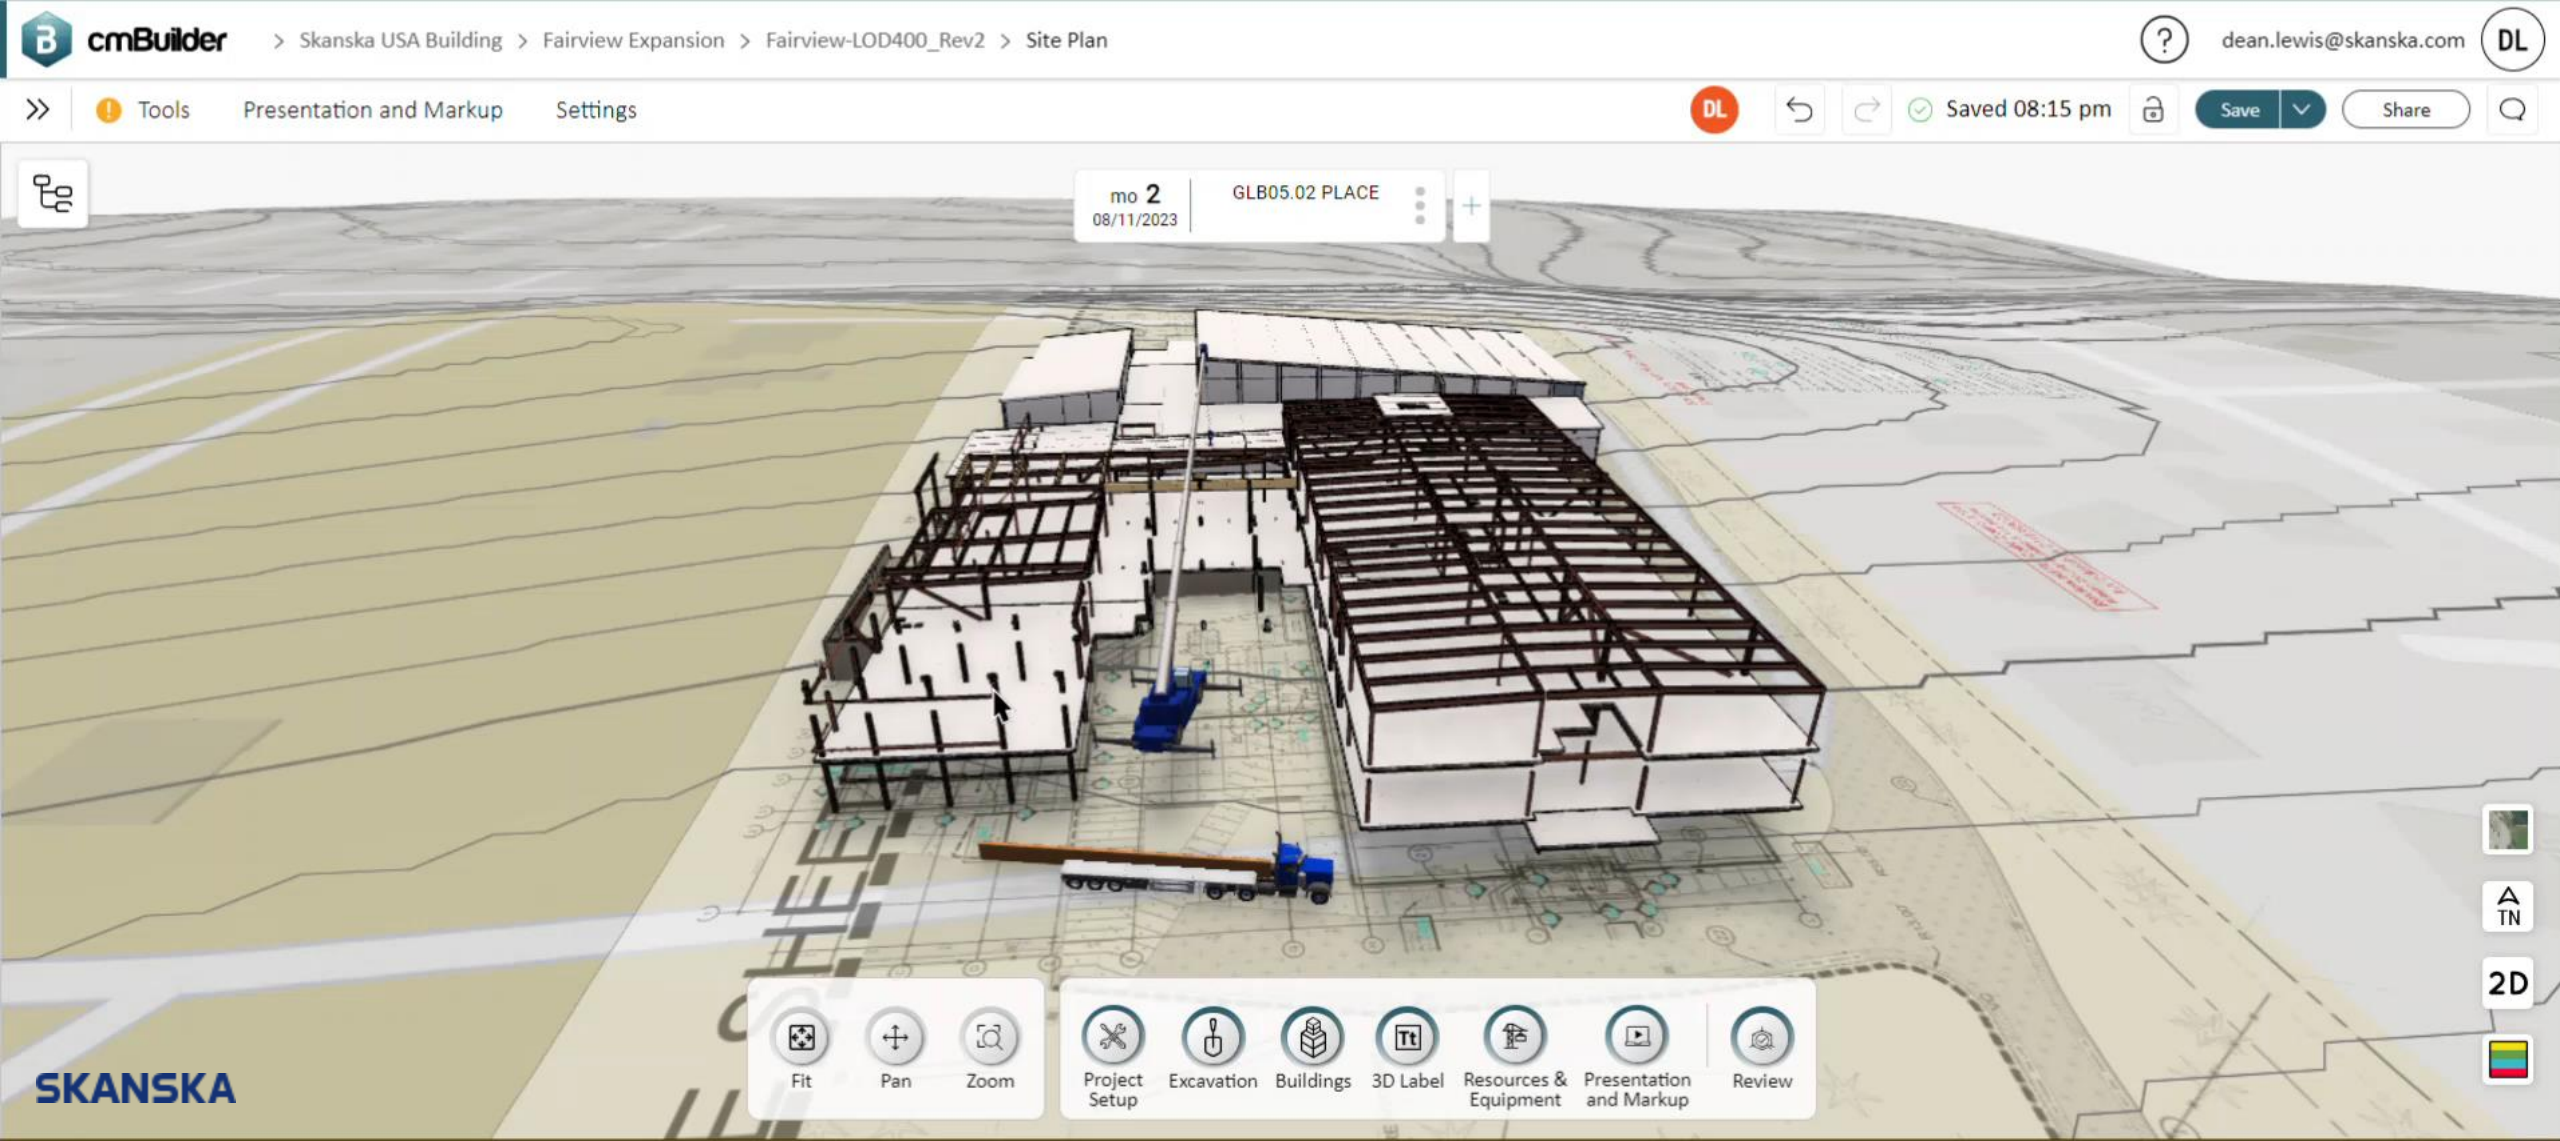 B cmBuilder > Skanska USA Building > Fairview Expansion > Fairview-LOD400_Rev2 > Site Plan ? dean.lewis@skanska.com DL
! Tools Presentation and Markup Settings DL Saved 08:15 pm Save Share
mo 2 GLB05.02 PLACE
08/11/2023
TN
2D
Fit Pan Zoom Project Setup Excavation Buildings Tt 3D Label Resources & Equipment Presentation and Markup Review
SKANSKA